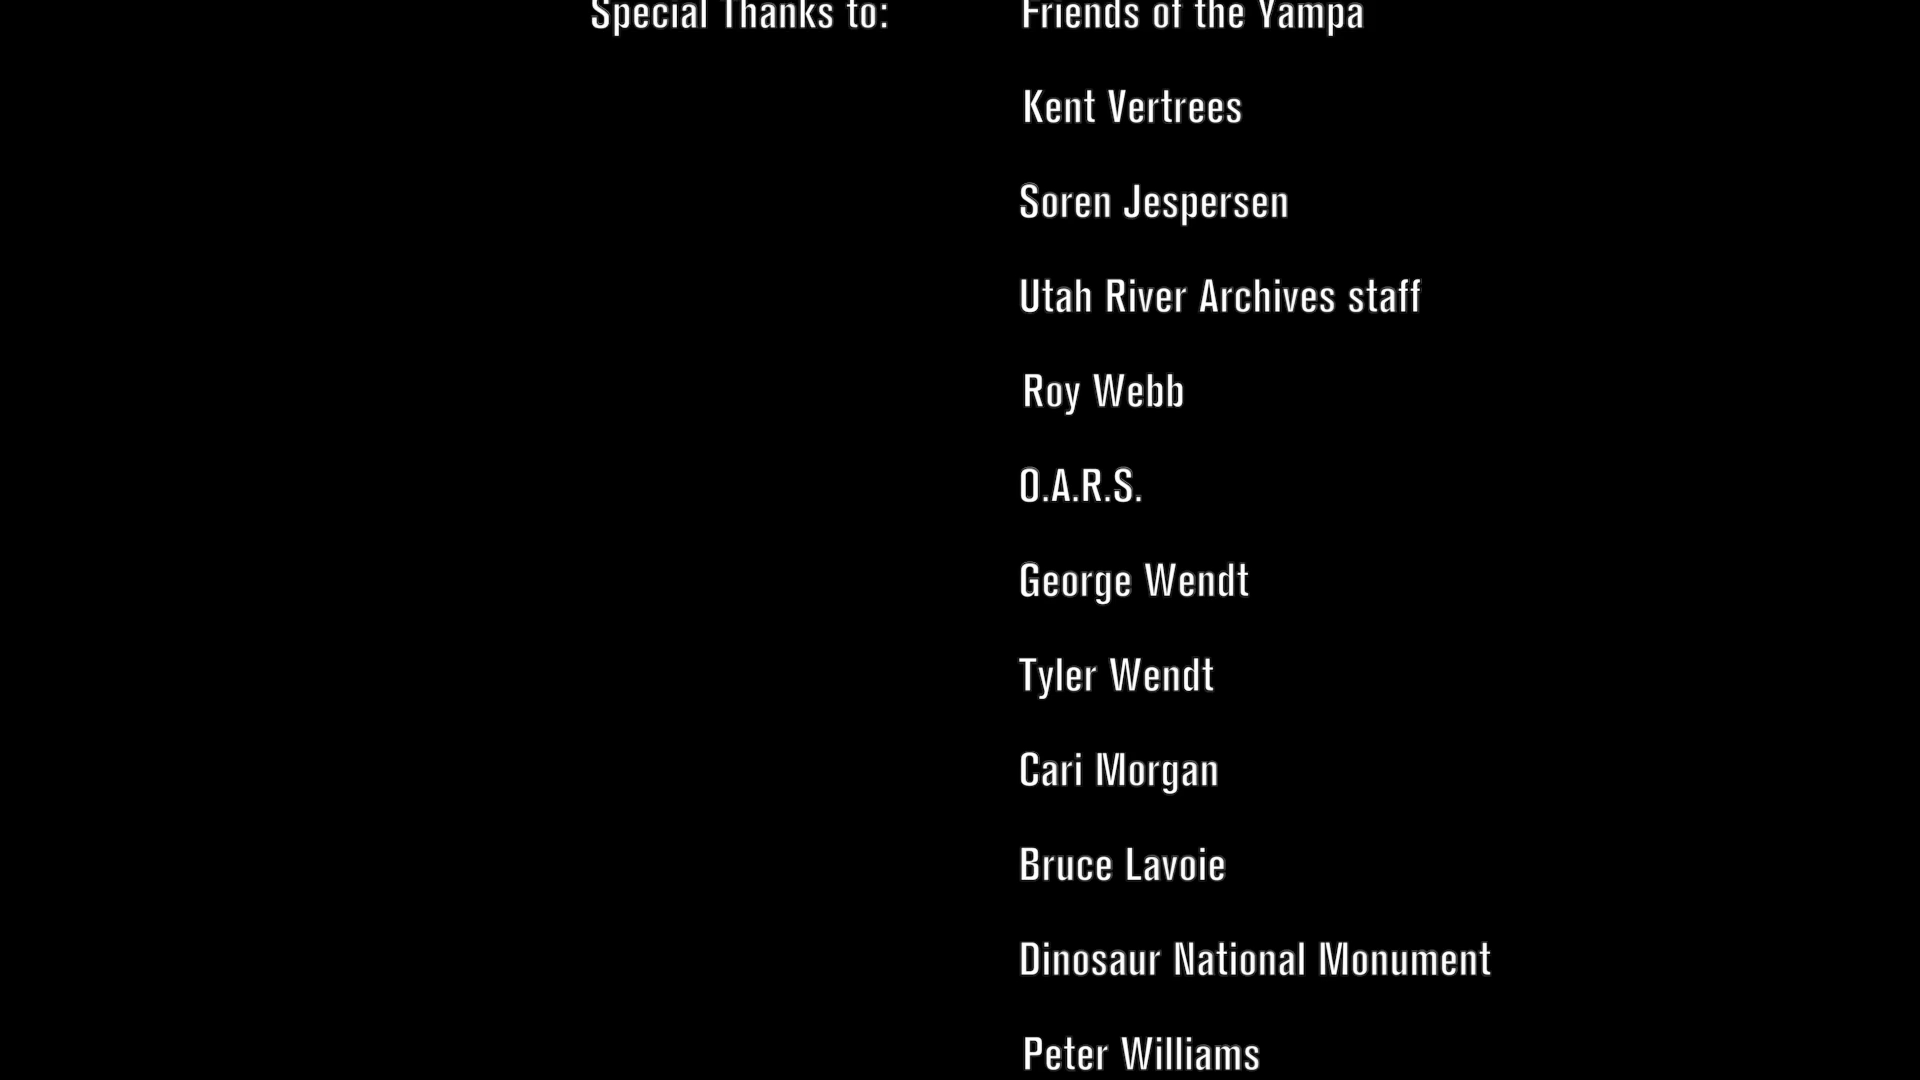 Special Thanks to: Friends of the Yampa
Kent Vertrees
Soren Jespersen
Utah River Archives staff
Roy Webb
O.A.R.S.
George Wendt
Tyler Wendt
Cari Morgan
Bruce Lavoie
Dinosaur National Monument
Peter Williams